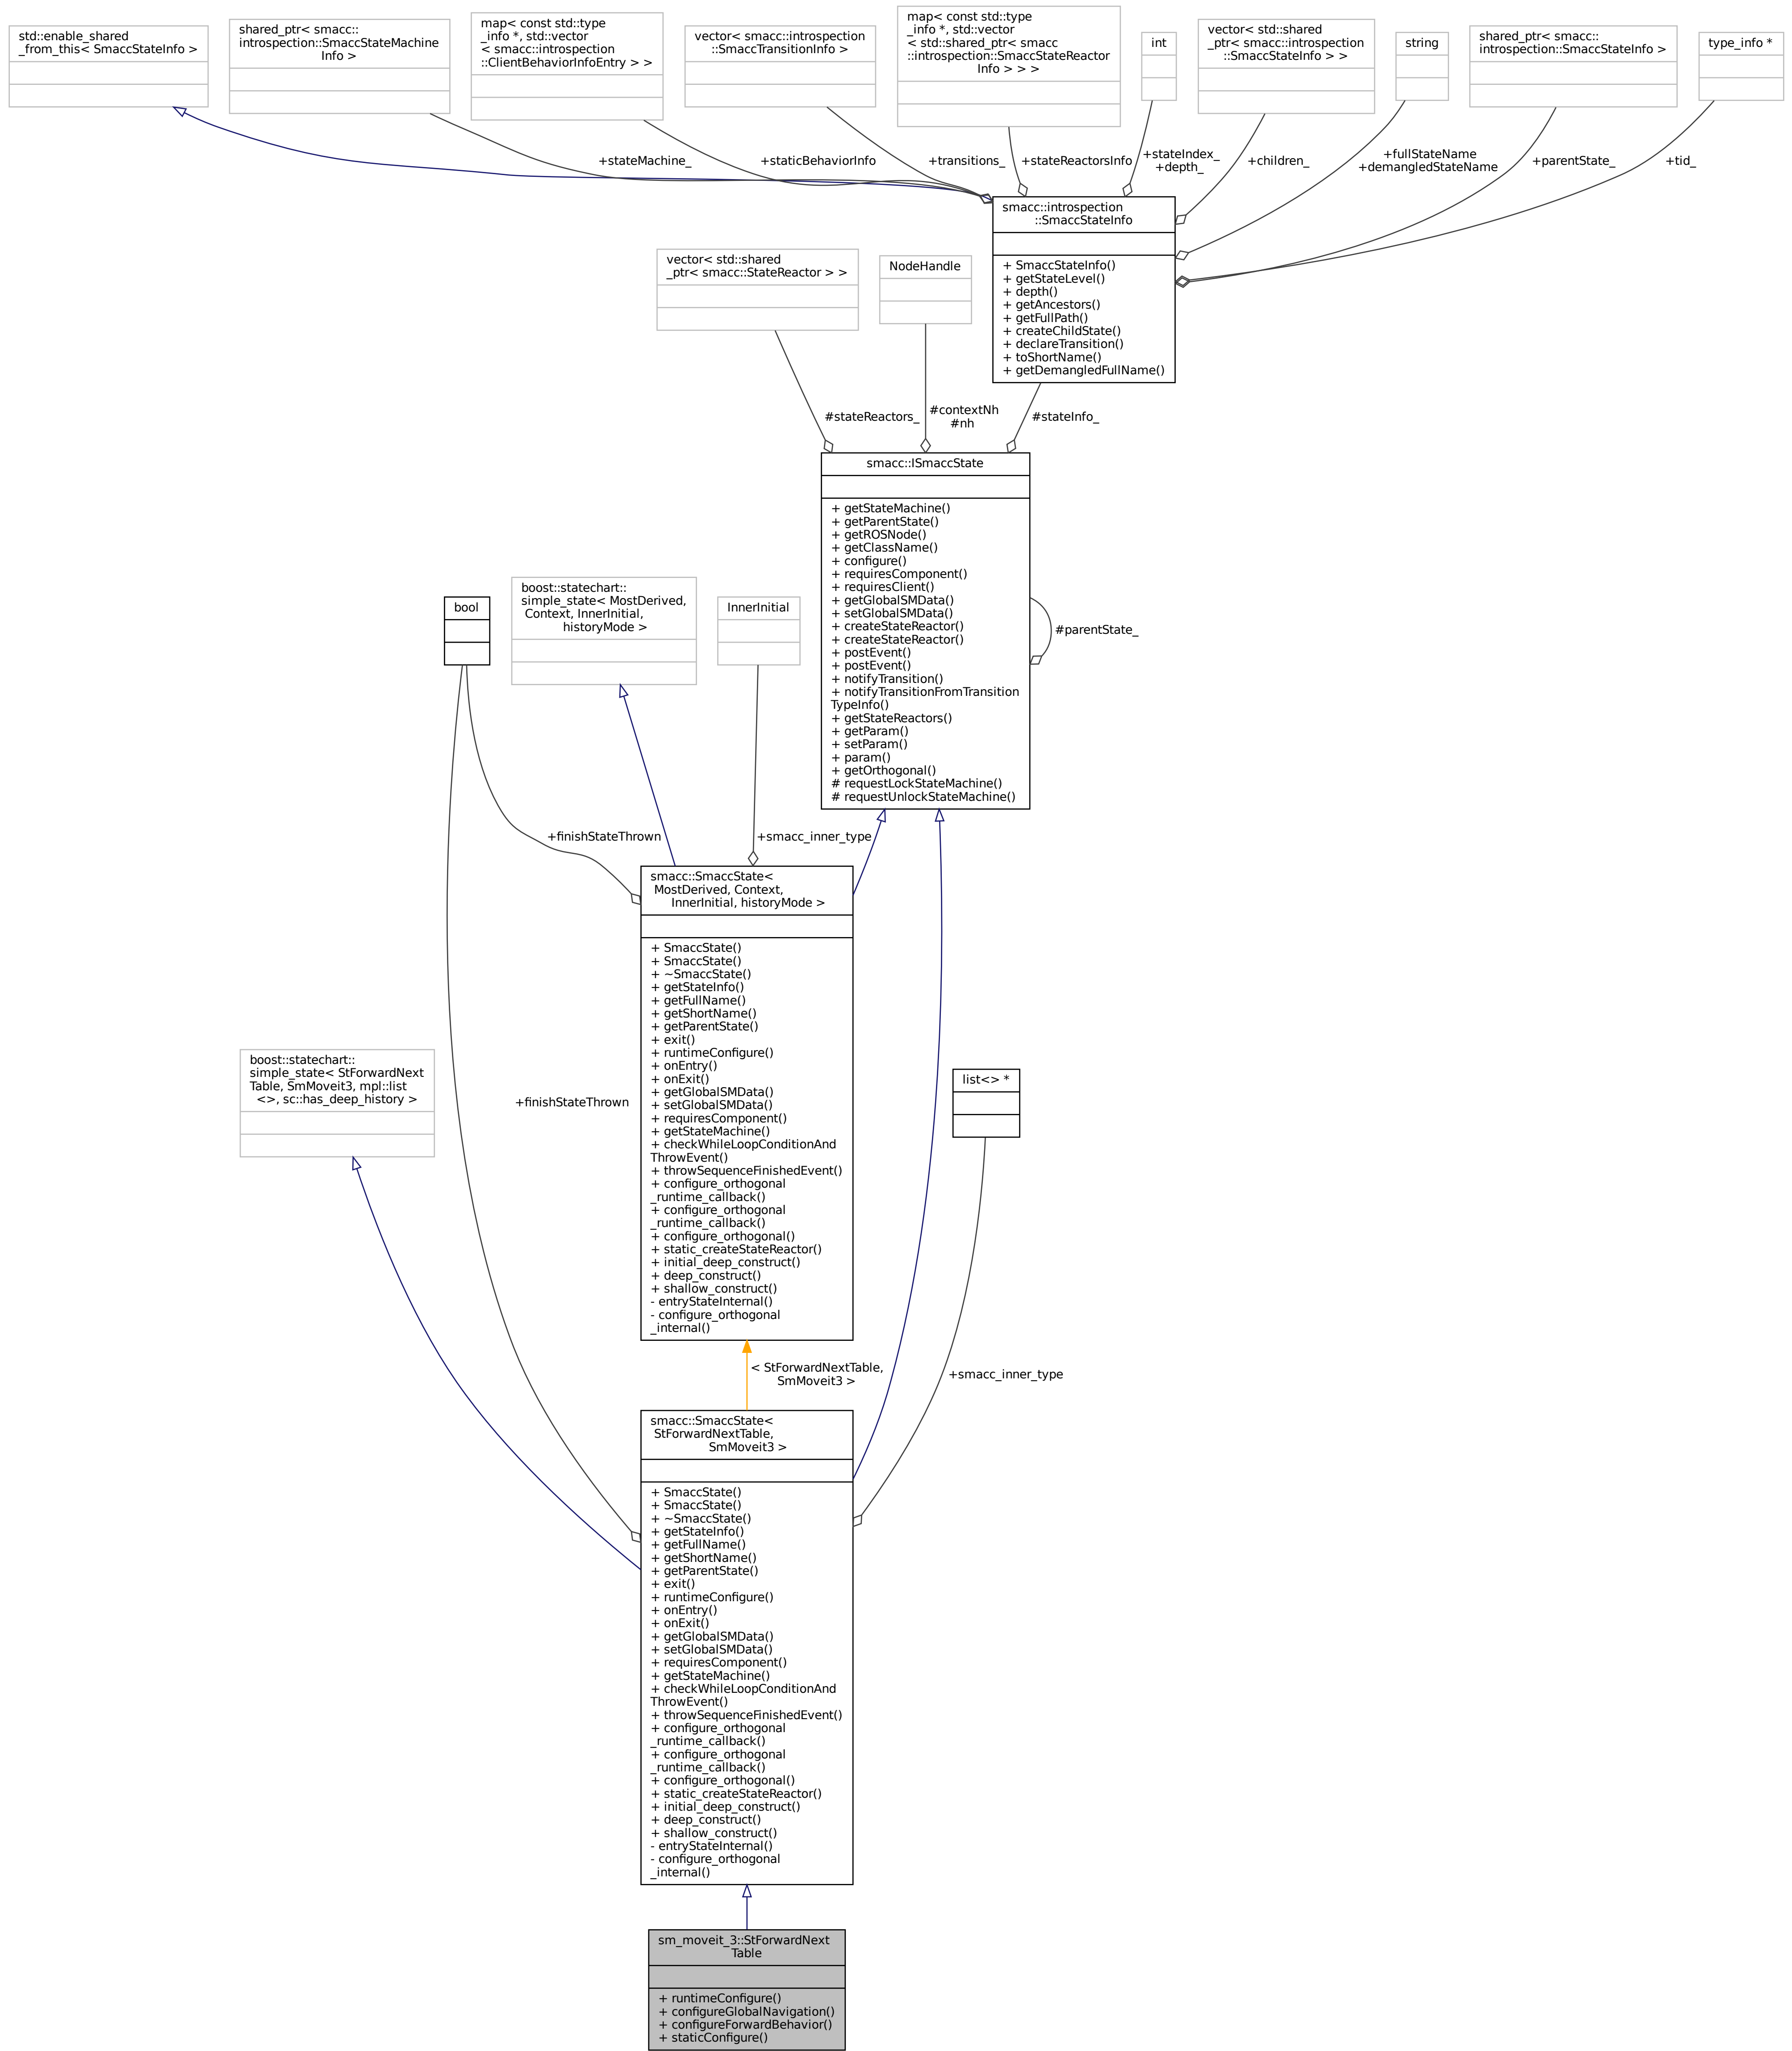 std::enable_shared
_from_this< SmaccStateInfo >
shared_ptr< smacc::
introspection::SmaccStateMachine
Info >
map< const std::type
_info *, std::vector
< smacc::introspection
::ClientBehaviorInfoEntry > >
vector< smacc::introspection
::SmaccTransitionInfo >
map< const std::type
_info *, std::vector
< std::shared_ptr< smacc
::introspection::SmaccStateReactor
Info > > >
int
vector< std::shared
_ptr< smacc::introspection
::SmaccStateInfo > >
string
shared_ptr< smacc::
introspection::SmaccStateInfo >
type_info *
+stateMachine_
+staticBehaviorInfo
+transitions_
+stateReactorsInfo
+stateIndex_
+depth_
+children_
+fullStateName
+demangledStateName
+parentState_
+tid_
smacc::introspection
::SmaccStateInfo
+ SmaccStateInfo()
+ getStateLevel()
+ depth()
+ getAncestors()
+ getFullPath()
+ createChildState()
+ declareTransition()
+ toShortName()
+ getDemangledFullName()
vector< std::shared
_ptr< smacc::StateReactor > >
NodeHandle
#stateReactors_
#contextNh
#nh
#stateInfo_
smacc::ISmaccState
+ getStateMachine()
+ getParentState()
+ getROSNode()
+ getClassName()
+ configure()
+ requiresComponent()
+ requiresClient()
+ getGlobalSMData()
+ setGlobalSMData()
+ createStateReactor()
+ createStateReactor()
+ postEvent()
+ postEvent()
+ notifyTransition()
+ notifyTransitionFromTransition
TypeInfo()
+ getStateReactors()
+ getParam()
+ setParam()
+ param()
+ getOrthogonal()
# requestLockStateMachine()
# requestUnlockStateMachine()
#parentState_
bool
boost::statechart::
simple_state< MostDerived,
Context, InnerInitial,
historyMode >
InnerInitial
+finishStateThrown
+smacc_inner_type
smacc::SmaccState<
MostDerived, Context,
InnerInitial, historyMode >
+ SmaccState()
+ SmaccState()
+ ~SmaccState()
+ getStateInfo()
+ getFullName()
+ getShortName()
+ getParentState()
+ exit()
+ runtimeConfigure()
+ onEntry()
+ onExit()
+ getGlobalSMData()
+ setGlobalSMData()
+ requiresComponent()
+ getStateMachine()
+ checkWhileLoopConditionAnd
ThrowEvent()
+ throwSequenceFinishedEvent()
+ configure_orthogonal
_runtime_callback()
+ configure_orthogonal
_runtime_callback()
+ configure_orthogonal()
+ static_createStateReactor()
+ initial_deep_construct()
+ deep_construct()
+ shallow_construct()
- entryStateInternal()
- configure_orthogonal
_internal()
boost::statechart::
simple_state< StForwardNext
Table, SmMoveit3, mpl::list
<>, sc::has_deep_history >
+finishStateThrown
list<> *
< StForwardNextTable,
SmMoveit3 >
+smacc_inner_type
smacc::SmaccState<
StForwardNextTable,
SmMoveit3 >
+ SmaccState()
+ SmaccState()
+ ~SmaccState()
+ getStateInfo()
+ getFullName()
+ getShortName()
+ getParentState()
+ exit()
+ runtimeConfigure()
+ onEntry()
+ onExit()
+ getGlobalSMData()
+ setGlobalSMData()
+ requiresComponent()
+ getStateMachine()
+ checkWhileLoopConditionAnd
ThrowEvent()
+ throwSequenceFinishedEvent()
+ configure_orthogonal
_runtime_callback()
+ configure_orthogonal
_runtime_callback()
+ configure_orthogonal()
+ static_createStateReactor()
+ initial_deep_construct()
+ deep_construct()
+ shallow_construct()
- entryStateInternal()
- configure_orthogonal
_internal()
sm_moveit_3::StForwardNext
Table
+ runtimeConfigure()
+ configureGlobalNavigation()
+ configureForwardBehavior()
+ staticConfigure()